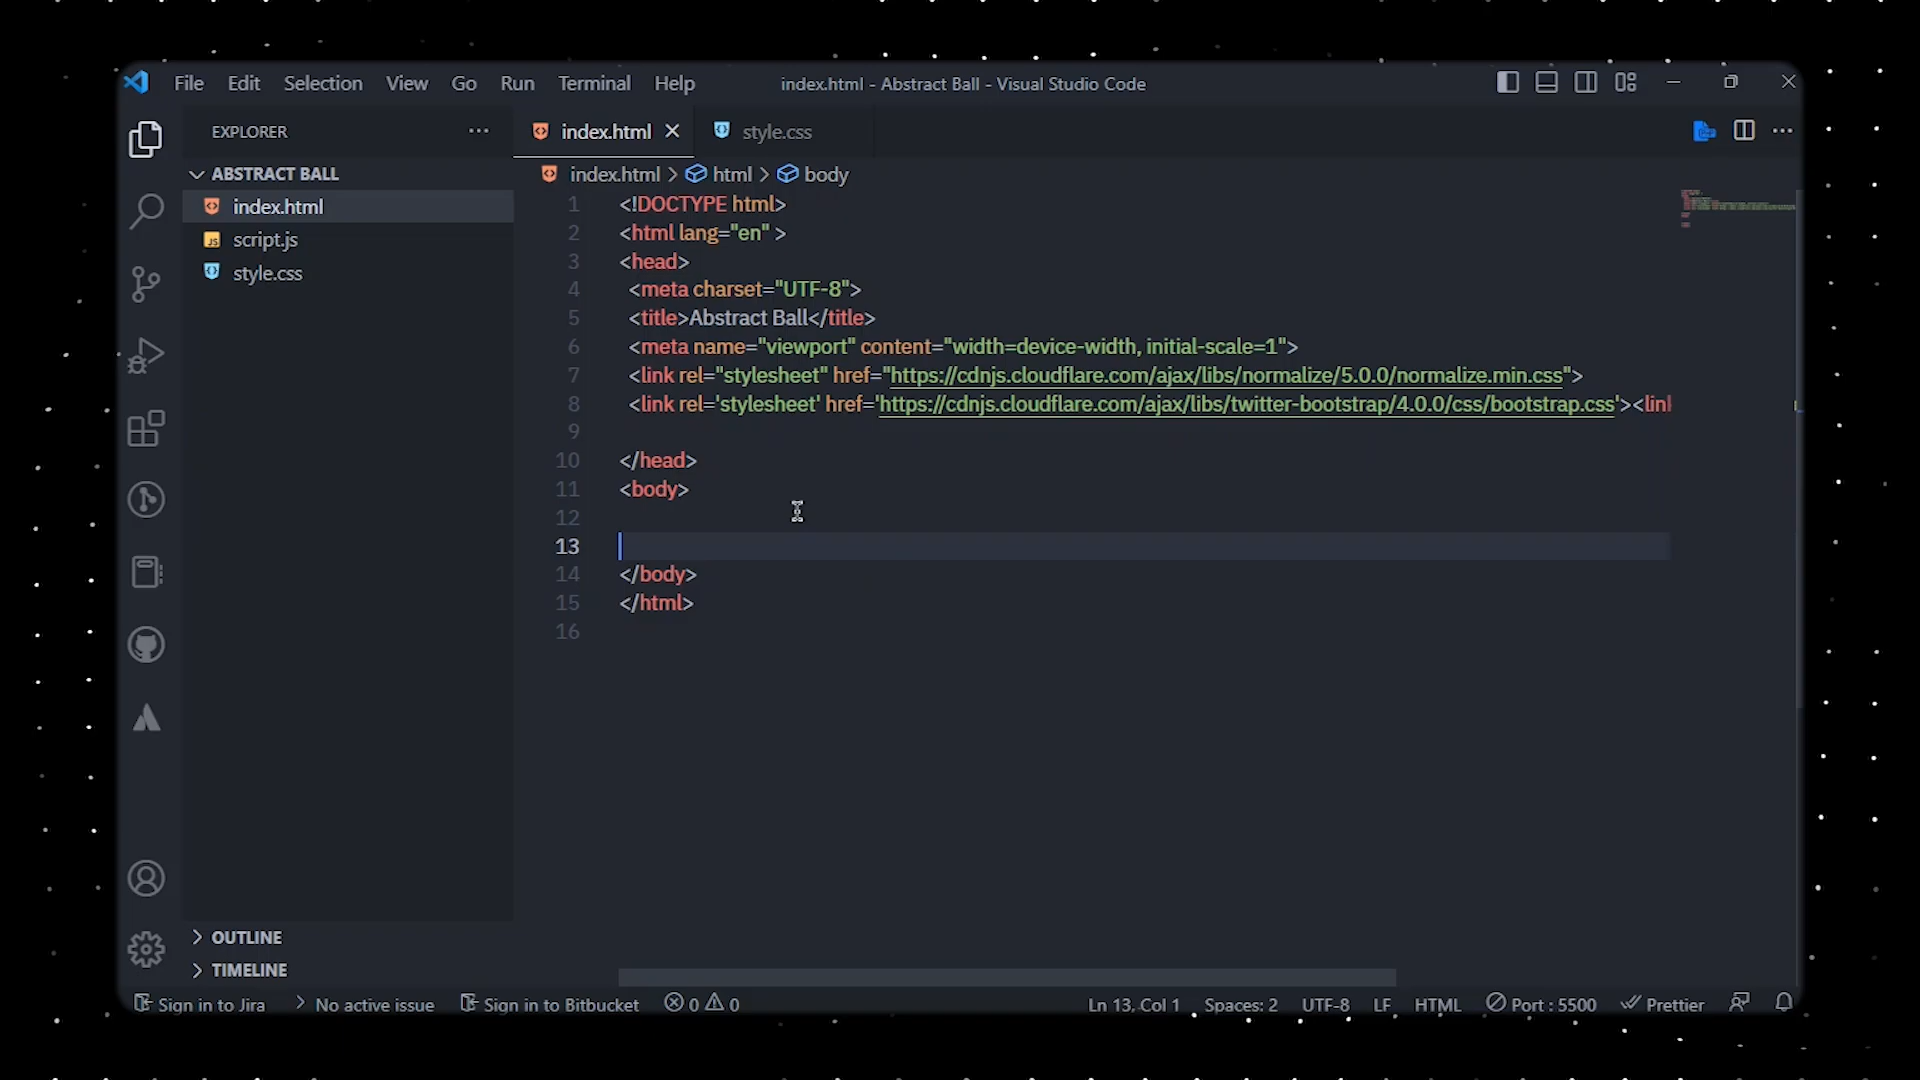 File Edit Selection View Go Run Terminal Help index.html - Abstract Ball - Visual Studio Code
EXPLORER
ABSTRACT BALL
index.html
script.js
style.css
OUTLINE
TIMELINE
index.html style.css
index.html > html > body
1 <!DOCTYPE html>
2 <html lang="en" >
3 <head>
4 <meta charset="UTF-8">
5 <title>Abstract Ball</title>
6 <meta name="viewport" content="width=device-width, initial-scale=1">
7 <link rel="stylesheet" href="https://cdnjs.cloudflare.com/ajax/libs/normalize/5.0.0/normalize.min.css">
8 <link rel='stylesheet' href='https://cdnjs.cloudflare.com/ajax/libs/twitter-bootstrap/4.0.0/css/bootstrap.css'><link
9
10 </head>
11 <body>
12
13
14 </body>
15 </html>
16
Sign in to Jira > No active issue Sign in to Bitbucket 0 0 Ln 13, Col 1 Spaces: 2 UTF-8 LF HTML Port : 5500 Prettier